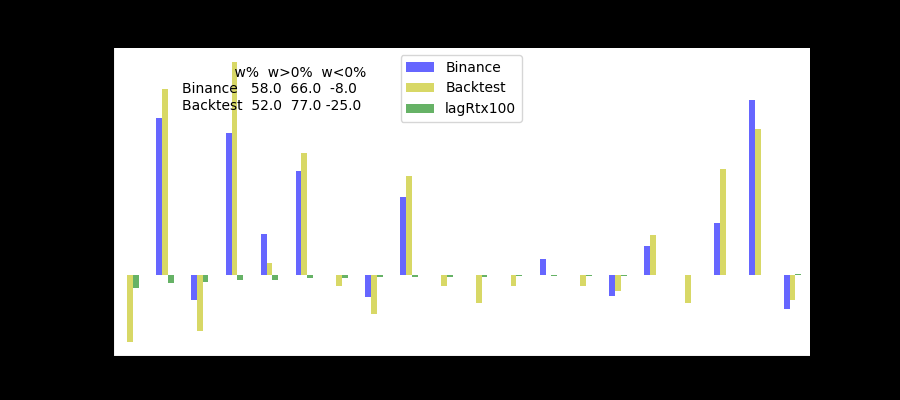 w% w>0% w<0%
Binance 58.0 66.0 -8.0
Backtest 52.0 77.0 -25.0
Binance
Backtest
lagRtx100